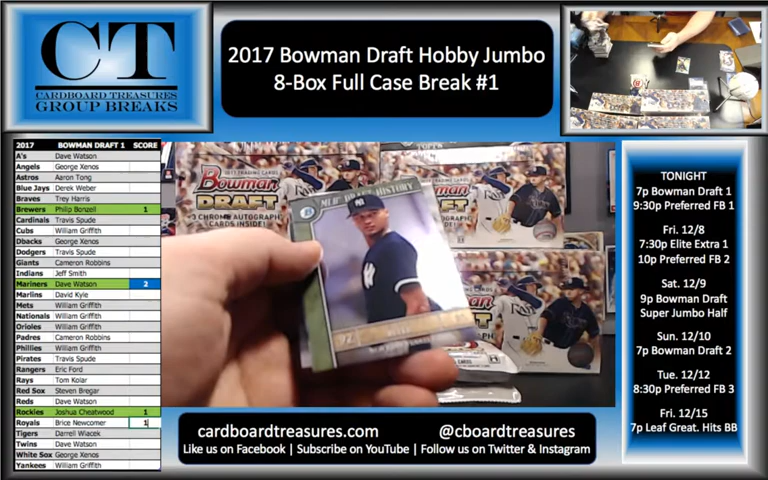 CT
CARDBOARD TREASURES
GROUP BREAKS
2017 Bowman Draft Hobby Jumbo
8-Box Full Case Break #1
2017 BOWMAN DRAFT 1 SCORE
A's Dave Watson
Angels George Xenos
Astros Aaron Tong
Blue Jays Derek Weber
Braves Trey Harris
Brewers Philip Bonzell 1
Cardinals Travis Spude
Cubs William Griffith
Dbacks George Xenos
Dodgers Travis Spude
Giants Cameron Robbins
Indians Jeff Smith
Mariners Dave Watson 2
Marlins David Kyle
Mets William Griffith
Nationals William Griffith
Orioles William Griffith
Padres Cameron Robbins
Phillies William Griffith
Pirates Travis Spude
Rangers Eric Ford
Rays Tom Kolar
Red Sox Steven Bregar
Reds Dave Watson
Rockies Joshua Cheatwood 1
Royals Brice Newcomer 1
Tigers Darrell Wiacek
Twins Dave Watson
White Sox George Xenos
Yankees William Griffith
Bowman
DRAFT
3 CHROME AUTOGRAPH
CARDS INSIDE!
TOPPS
MLB DRAFT HISTORY
TONIGHT
7p Bowman Draft 1
9:30p Preferred FB 1
Fri. 12/8
7:30p Elite Extra 1
10p Preferred FB 2
Sat. 12/9
9p Bowman Draft
Super Jumbo Half
Sun. 12/10
7p Bowman Draft 2
Tue. 12/12
8:30p Preferred FB 3
Fri. 12/15
7p Leaf Great. Hits BB
cardboardtreasures.com @cboardtreasures
Like us on Facebook | Subscribe on YouTube | Follow us on Twitter & Instagram